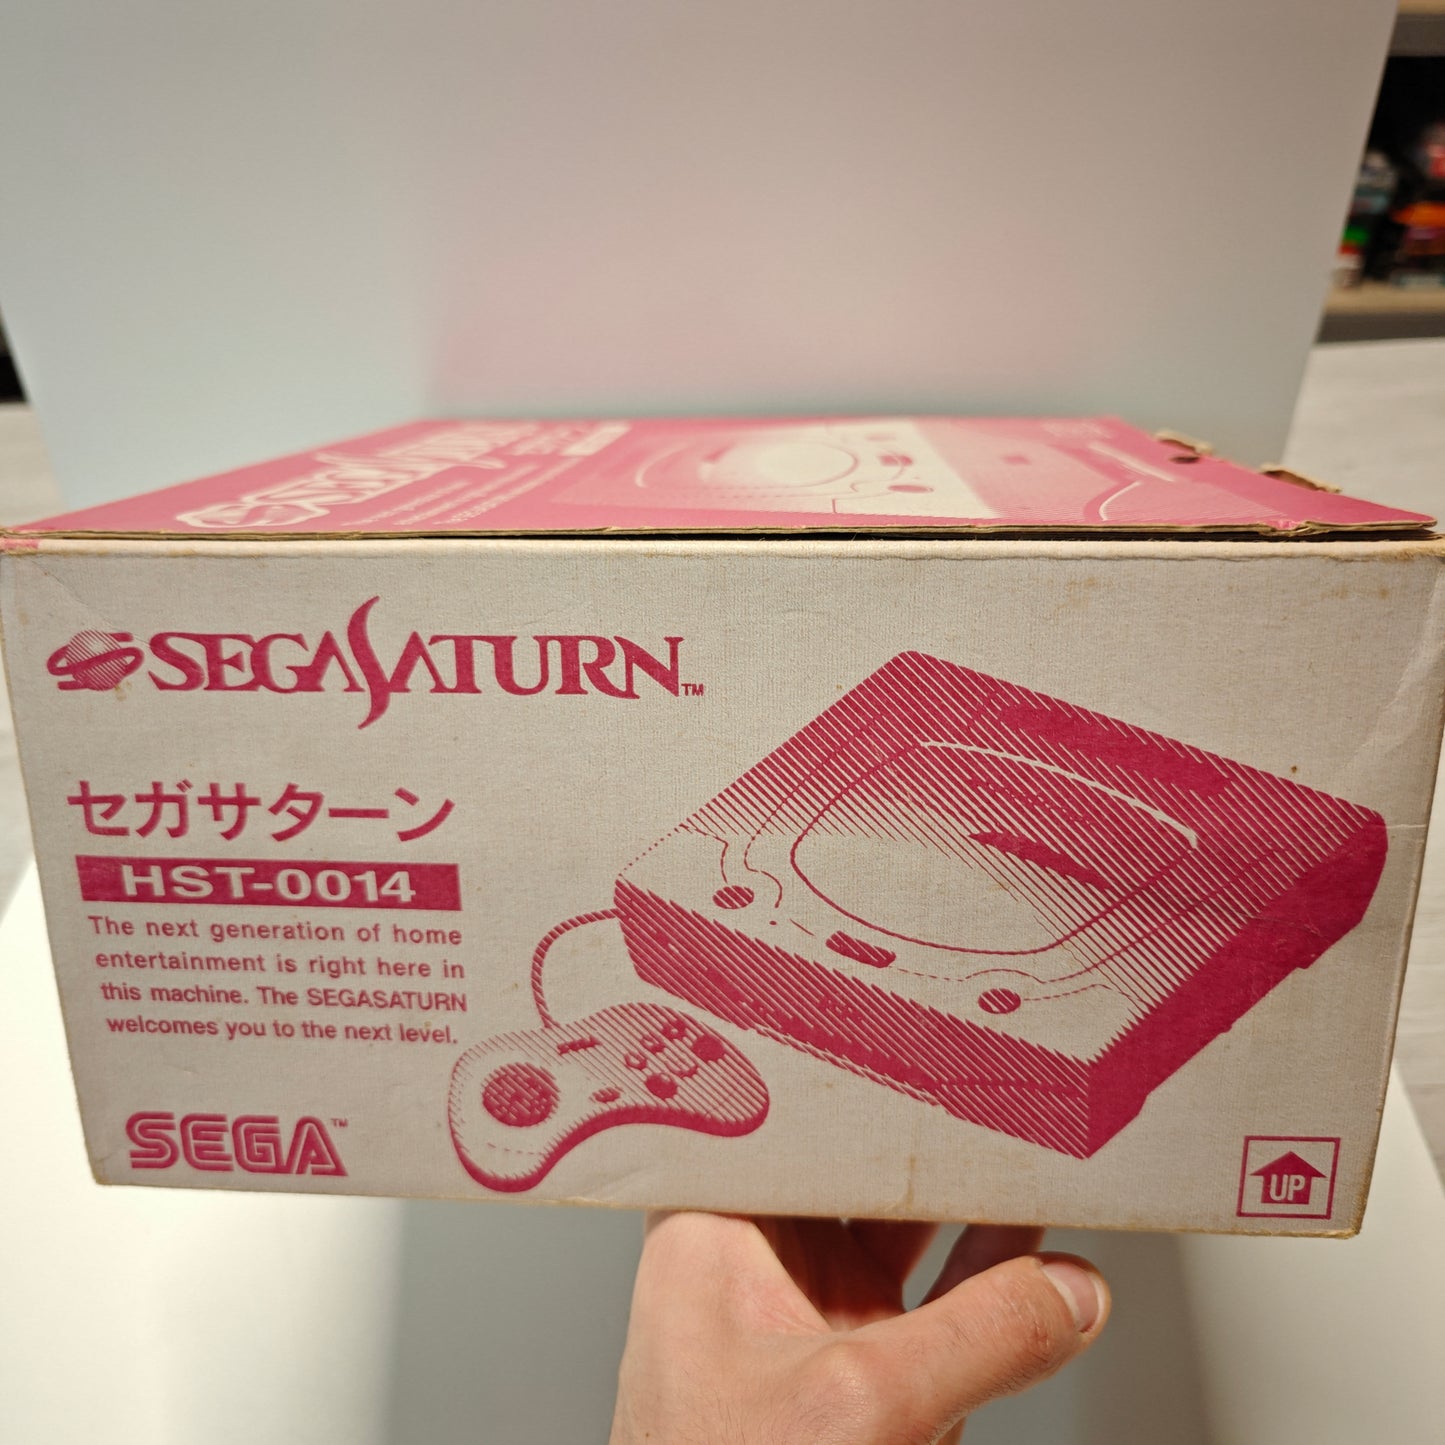 SEGASATURN™
セガサターン
HST-0014
The next generation of home
entertainment is right here in
this machine. The SEGASATURN
welcomes you to the next level.
SEGA™
UP